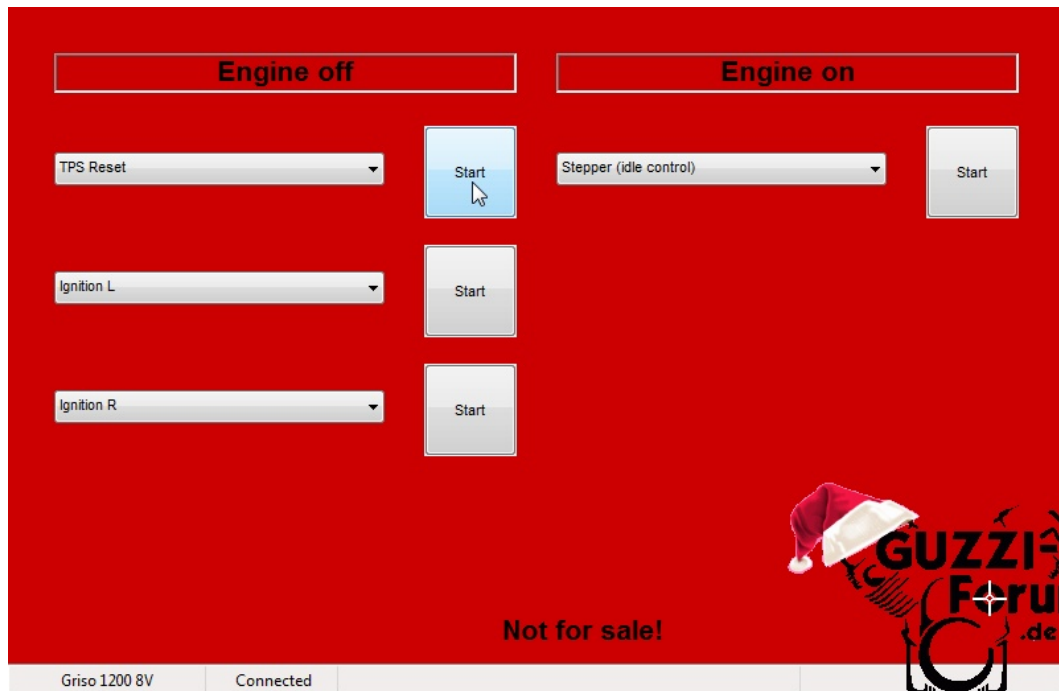 Engine off
Engine on
TPS Reset
Start
Stepper (idle control)
Start
Ignition L
Start
Ignition R
Start
GUZZI
Foru
.de
Not for sale!
Griso 1200 8V
Connected